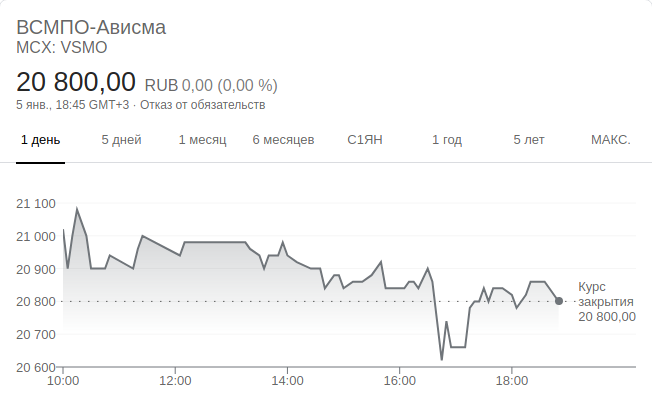 ВСМПО-Ависма
MCX: VSMO
20 800,00 RUB 0,00 (0,00 %)
5 янв., 18:45 GMT+3 · Отказ от обязательств
1 день 5 дней 1 месяц 6 месяцев С1ЯН 1 год 5 лет МАКС.
21 100
21 000
20 900
20 800
20 700
20 600
Курс
закрытия
20 800,00
10:00 12:00 14:00 16:00 18:00